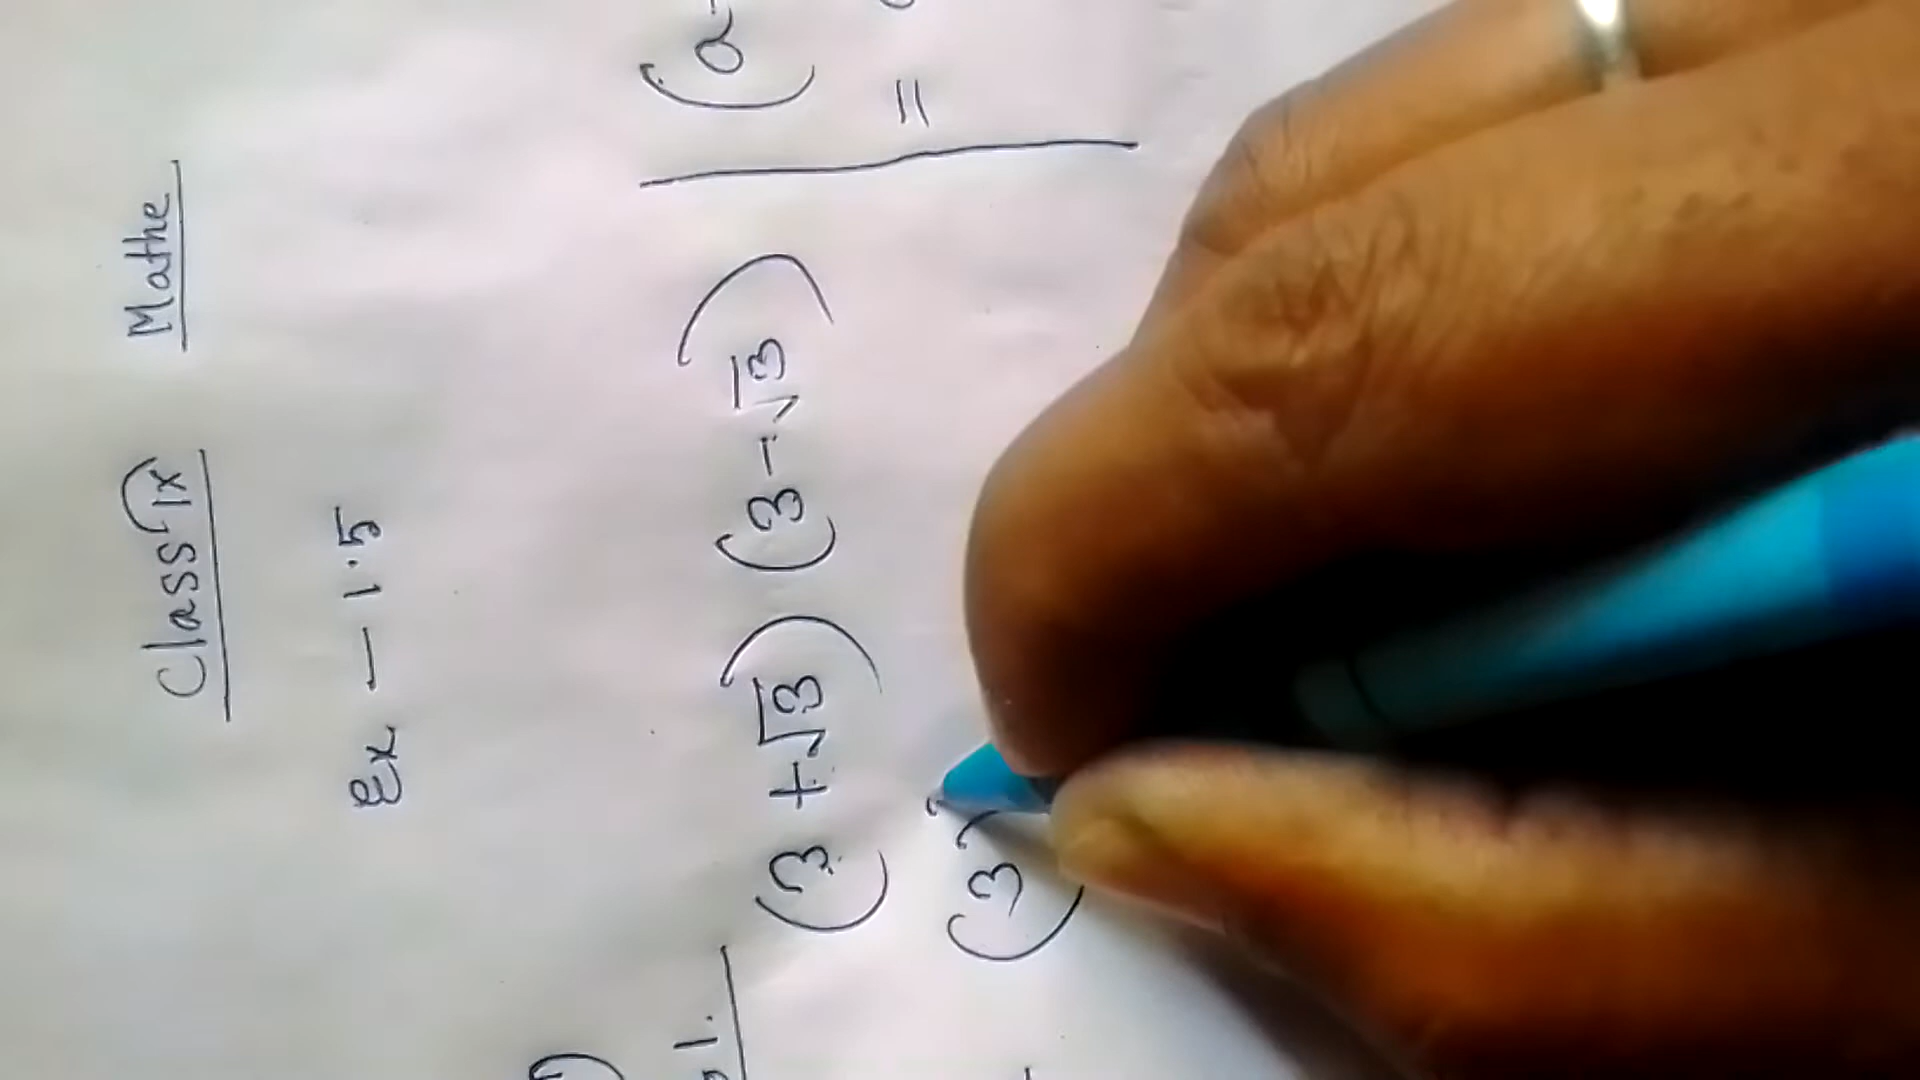 Class IX Mathe
Ex — 1.5
(3 + √3) (3 - √3)
(a-
(3)
=